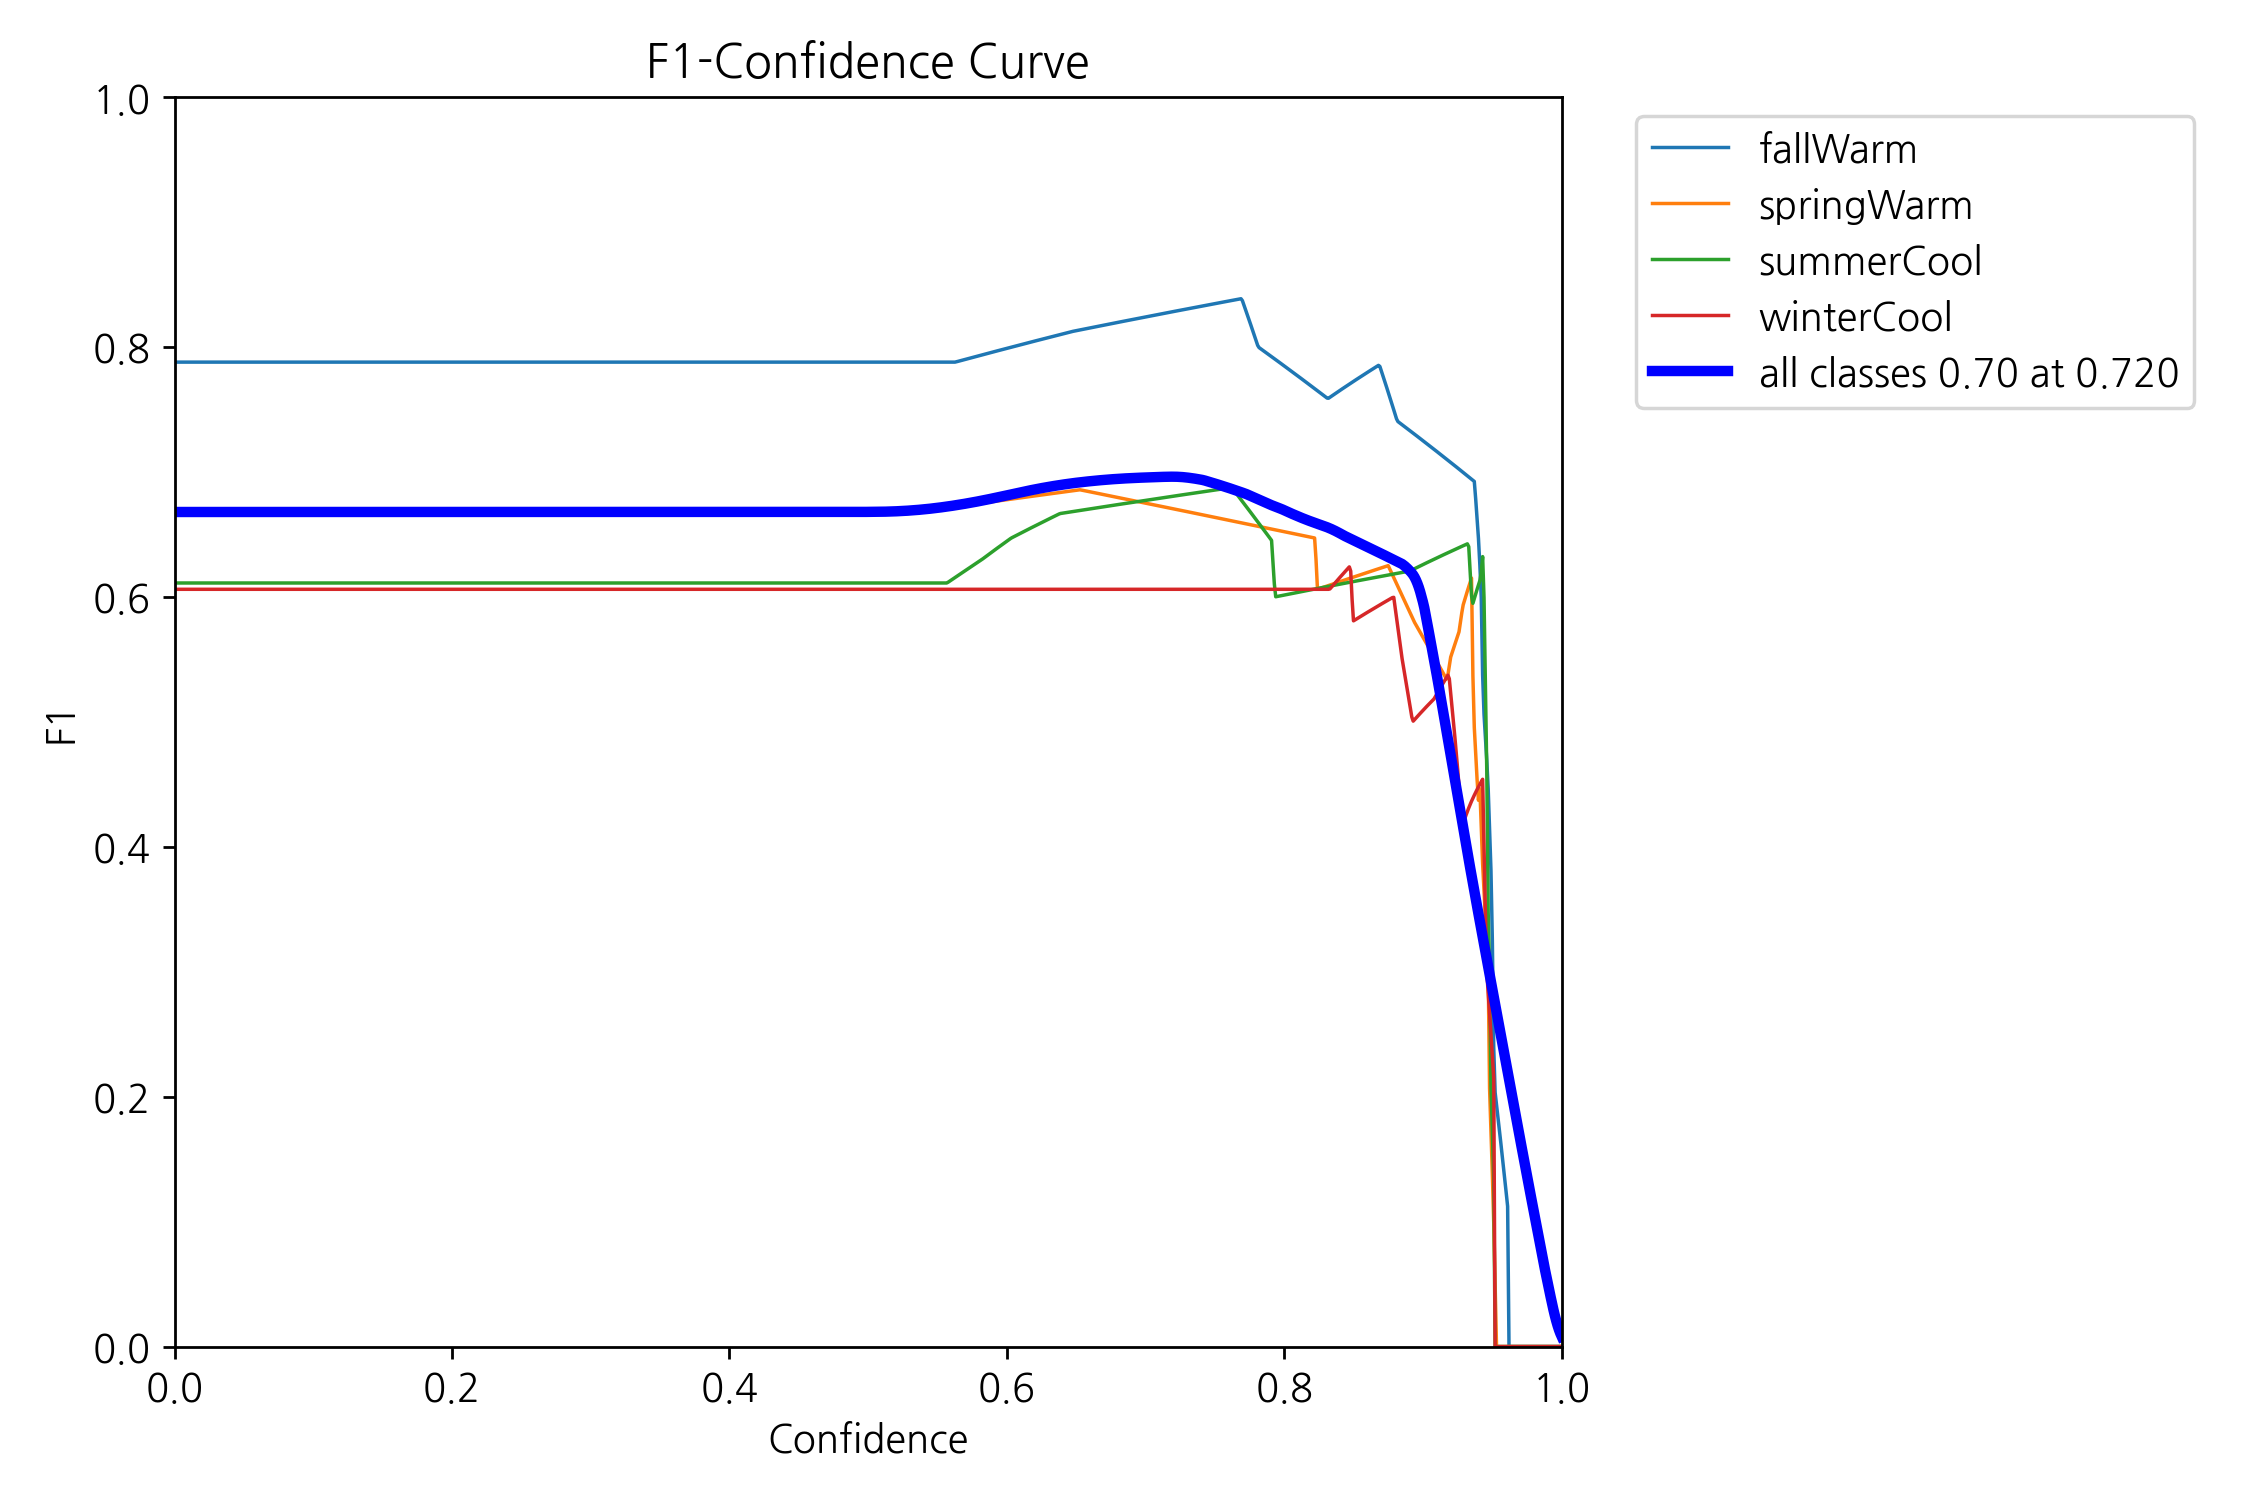 F1-Confidence Curve
1.0
0.8
0.6
0.4
0.2
0.0
F1
0.0 0.2 0.4 0.6 0.8 1.0
Confidence
fallWarm
springWarm
summerCool
winterCool
all classes 0.70 at 0.720